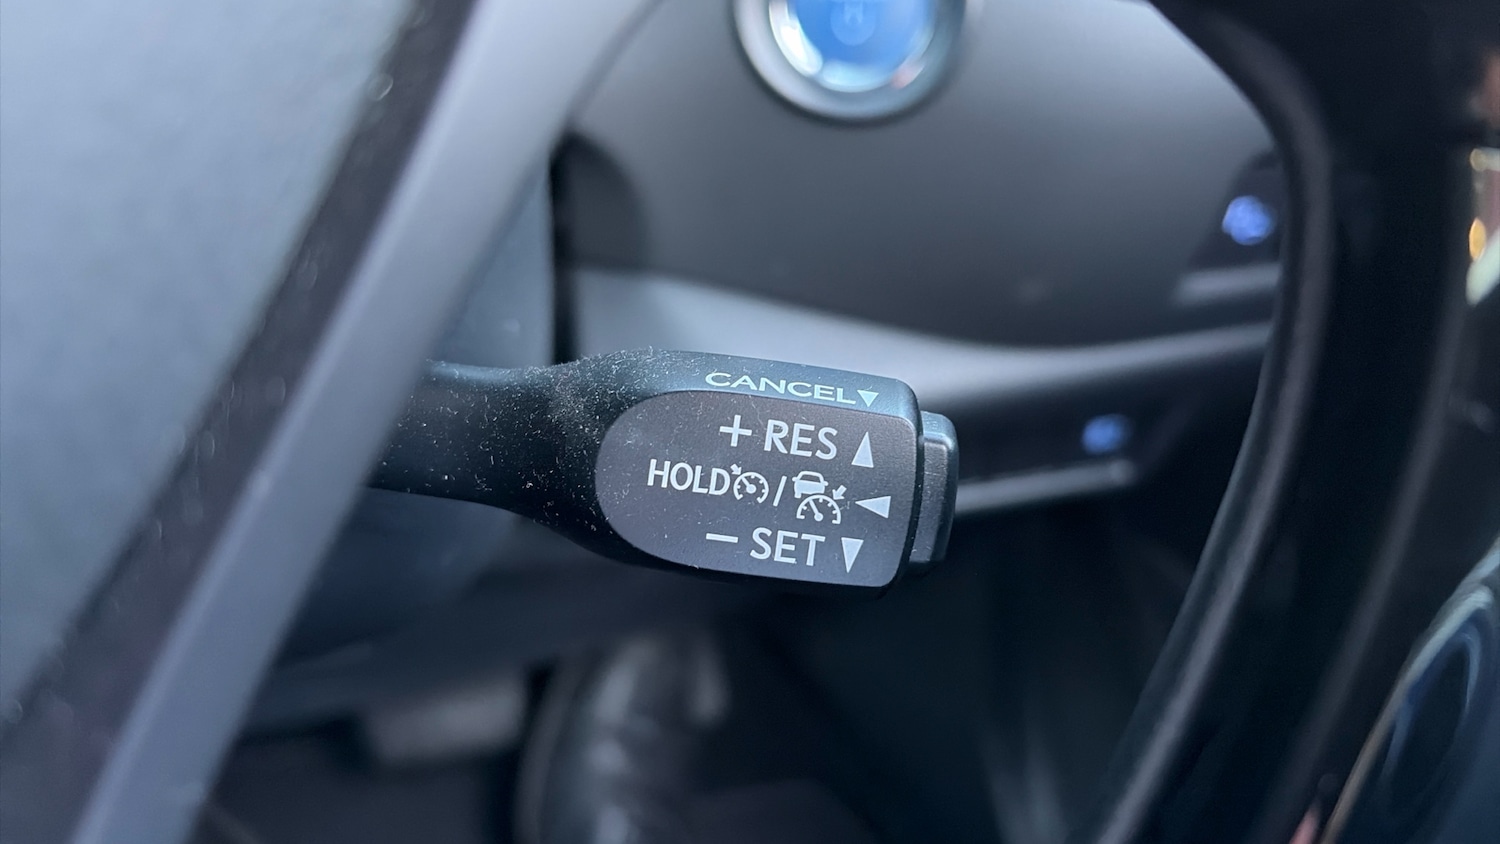 CANCEL▼
+ RES ▲
HOLD / ◀
− SET ▼